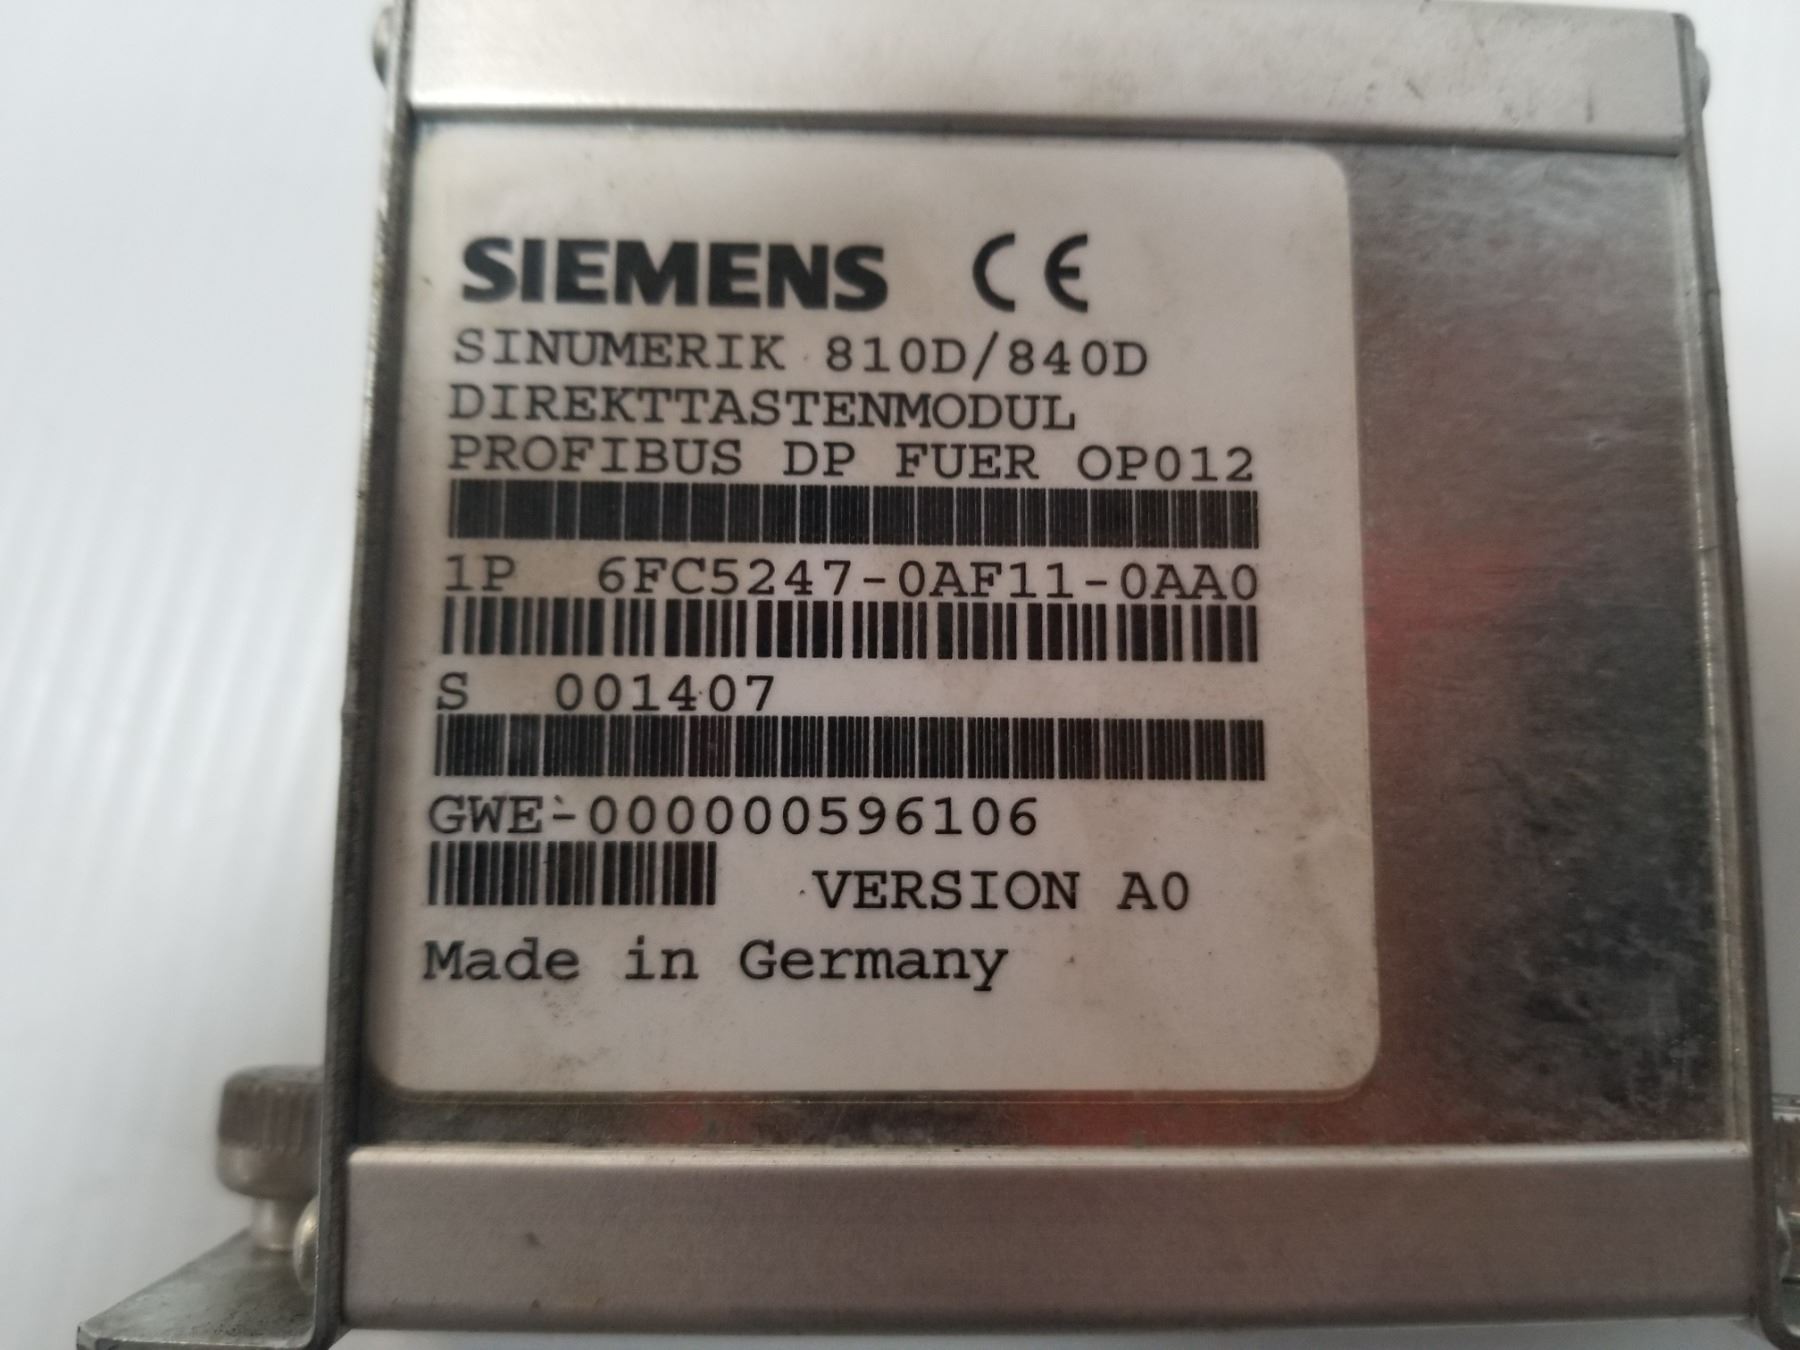 SIEMENS CE
SINUMERIK 810D/840D
DIREKTTASTENMODUL
PROFIBUS DP FUER OP012
1P 6FC5247-0AF11-0AA0
S 001407
GWE-000000596106
VERSION A0
Made in Germany